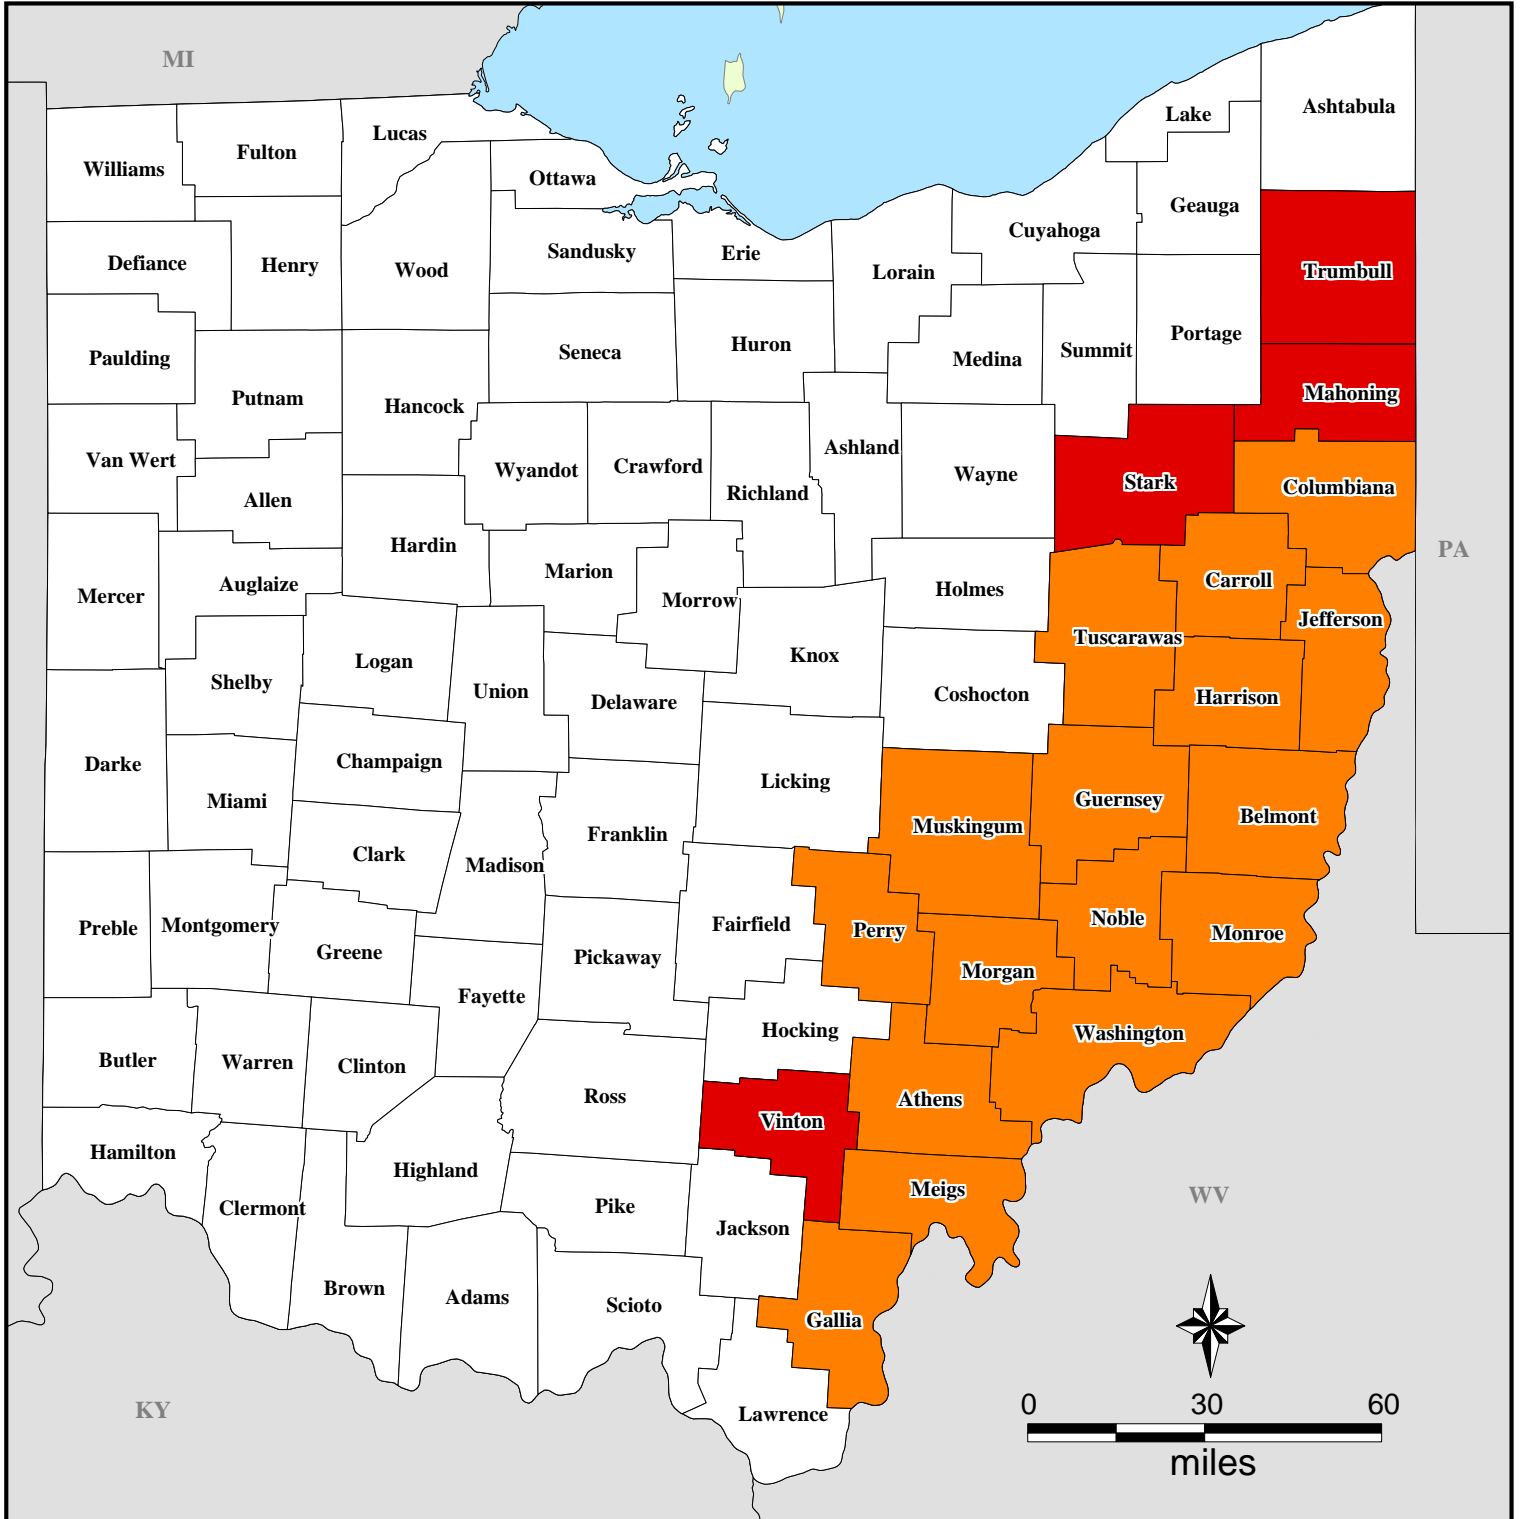 MI
Lake
Ashtabula
Lucas
Fulton
Williams
Ottawa
Geauga
Cuyahoga
Sandusky
Erie
Defiance
Henry
Wood
Lorain
Trumbull
Portage
Huron
Summit
Seneca
Medina
Paulding
Mahoning
Putnam
Hancock
Ashland
Van Wert
Crawford
Wyandot
Wayne
Stark
Columbiana
Richland
Allen
Hardin
PA
Marion
Carroll
Auglaize
Holmes
Mercer
Morrow
Jefferson
Tuscarawas
Knox
Logan
Shelby
Union
Coshocton
Harrison
Delaware
Champaign
Darke
Licking
Guernsey
Miami
Belmont
Muskingum
Franklin
Clark
Madison
Noble
Fairfield
Montgomery
Preble
Perry
Monroe
Greene
Pickaway
Morgan
Fayette
Hocking
Washington
Butler
Warren
Clinton
Ross
Athens
Vinton
Hamilton
Highland
Meigs
WV
Pike
Clermont
Jackson
Brown
Adams
Scioto
Gallia
KY
Lawrence
0 30 60
miles